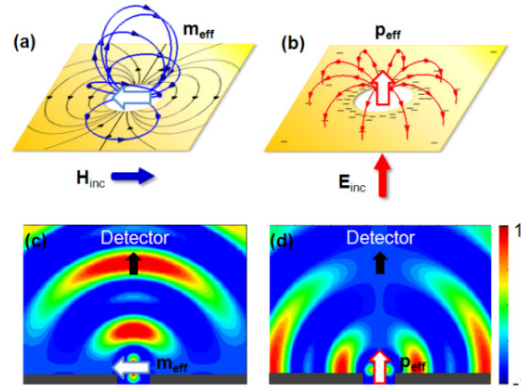 (a)
m_eff
H_inc
(b)
p_eff
E_inc
(c)
Detector
m_eff
(d)
Detector
p_eff
1